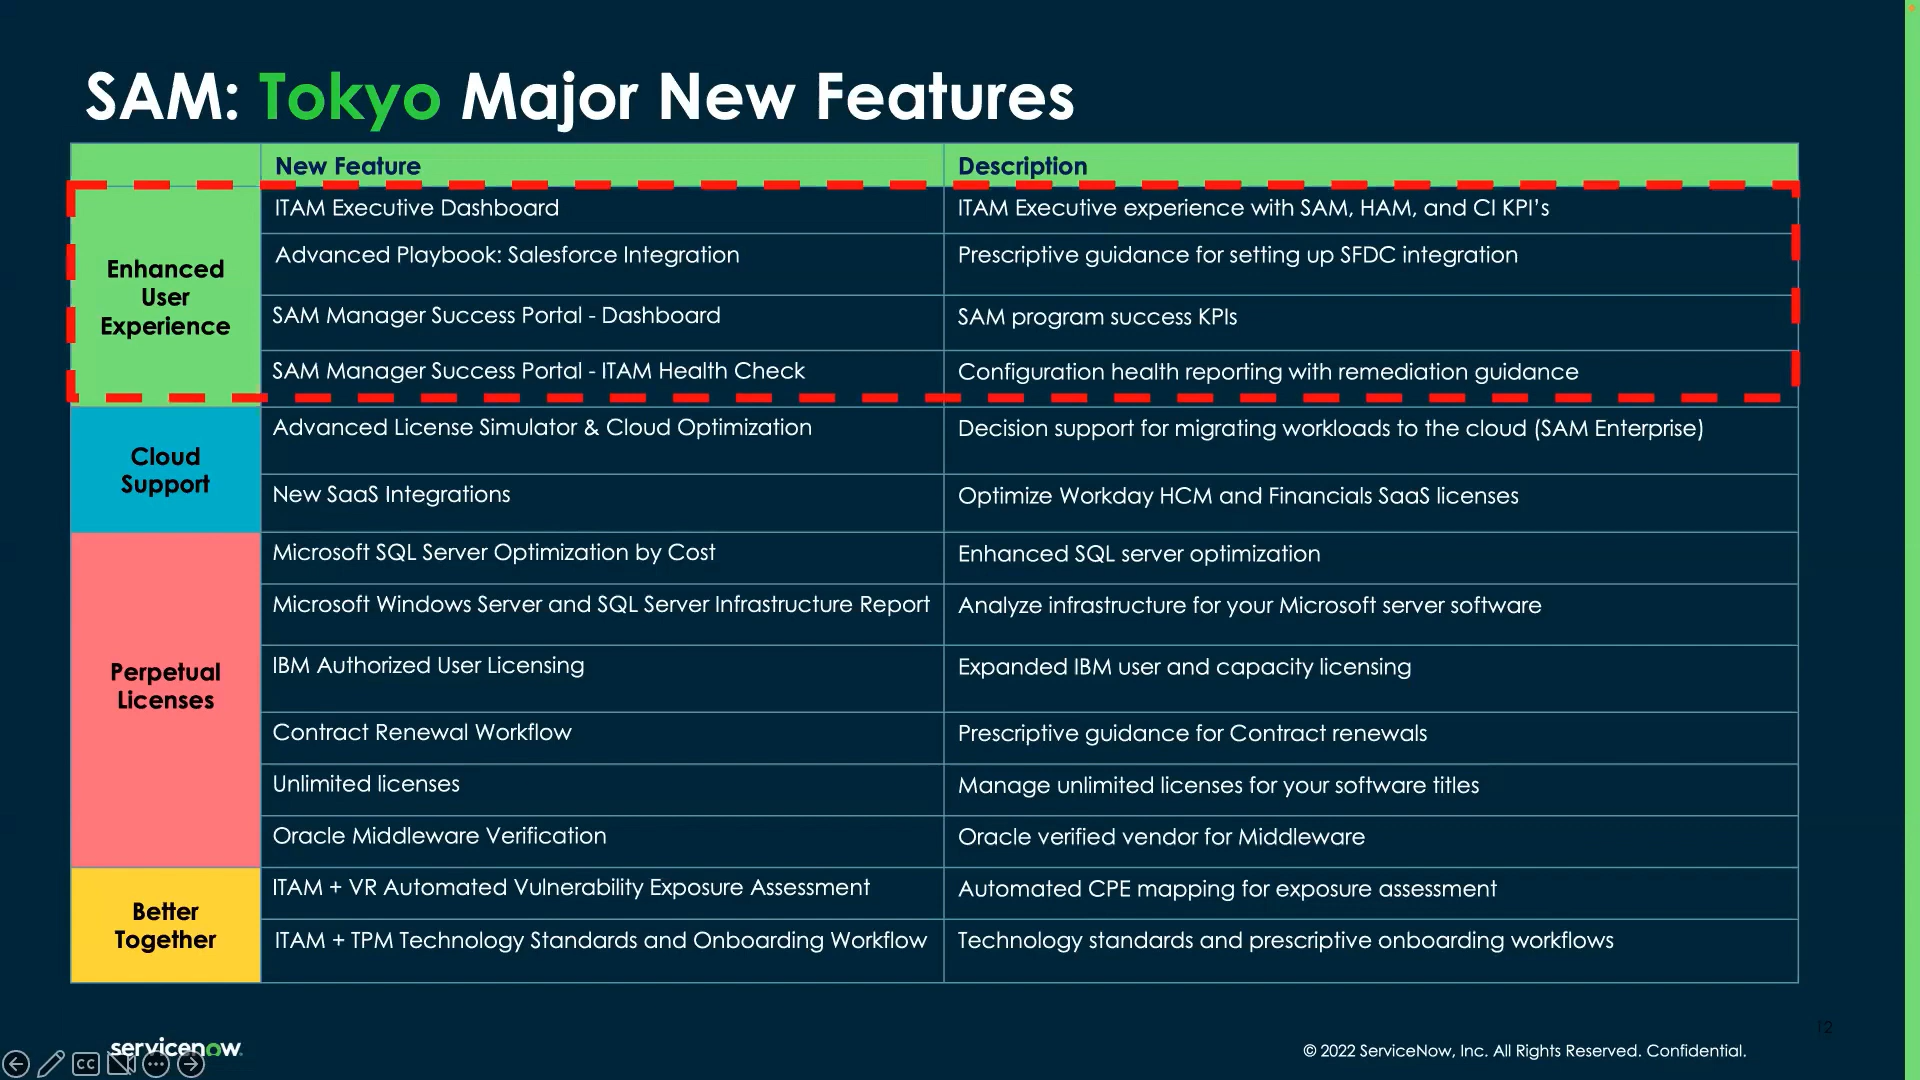 SAM: Tokyo Major New Features
New Feature
Description
Enhanced
User
Experience
ITAM Executive Dashboard
ITAM Executive experience with SAM, HAM, and CI KPI's
Advanced Playbook: Salesforce Integration
Prescriptive guidance for setting up SFDC integration
SAM Manager Success Portal - Dashboard
SAM program success KPIs
SAM Manager Success Portal - ITAM Health Check
Configuration health reporting with remediation guidance
Cloud
Support
Advanced License Simulator & Cloud Optimization
Decision support for migrating workloads to the cloud (SAM Enterprise)
New SaaS Integrations
Optimize Workday HCM and Financials SaaS licenses
Perpetual
Licenses
Microsoft SQL Server Optimization by Cost
Enhanced SQL server optimization
Microsoft Windows Server and SQL Server Infrastructure Report
Analyze infrastructure for your Microsoft server software
IBM Authorized User Licensing
Expanded IBM user and capacity licensing
Contract Renewal Workflow
Prescriptive guidance for Contract renewals
Unlimited licenses
Manage unlimited licenses for your software titles
Oracle Middleware Verification
Oracle verified vendor for Middleware
Better
Together
ITAM + VR Automated Vulnerability Exposure Assessment
Automated CPE mapping for exposure assessment
ITAM + TPM Technology Standards and Onboarding Workflow
Technology standards and prescriptive onboarding workflows
12
servicenow
CC
© 2022 ServiceNow, Inc. All Rights Reserved. Confidential.